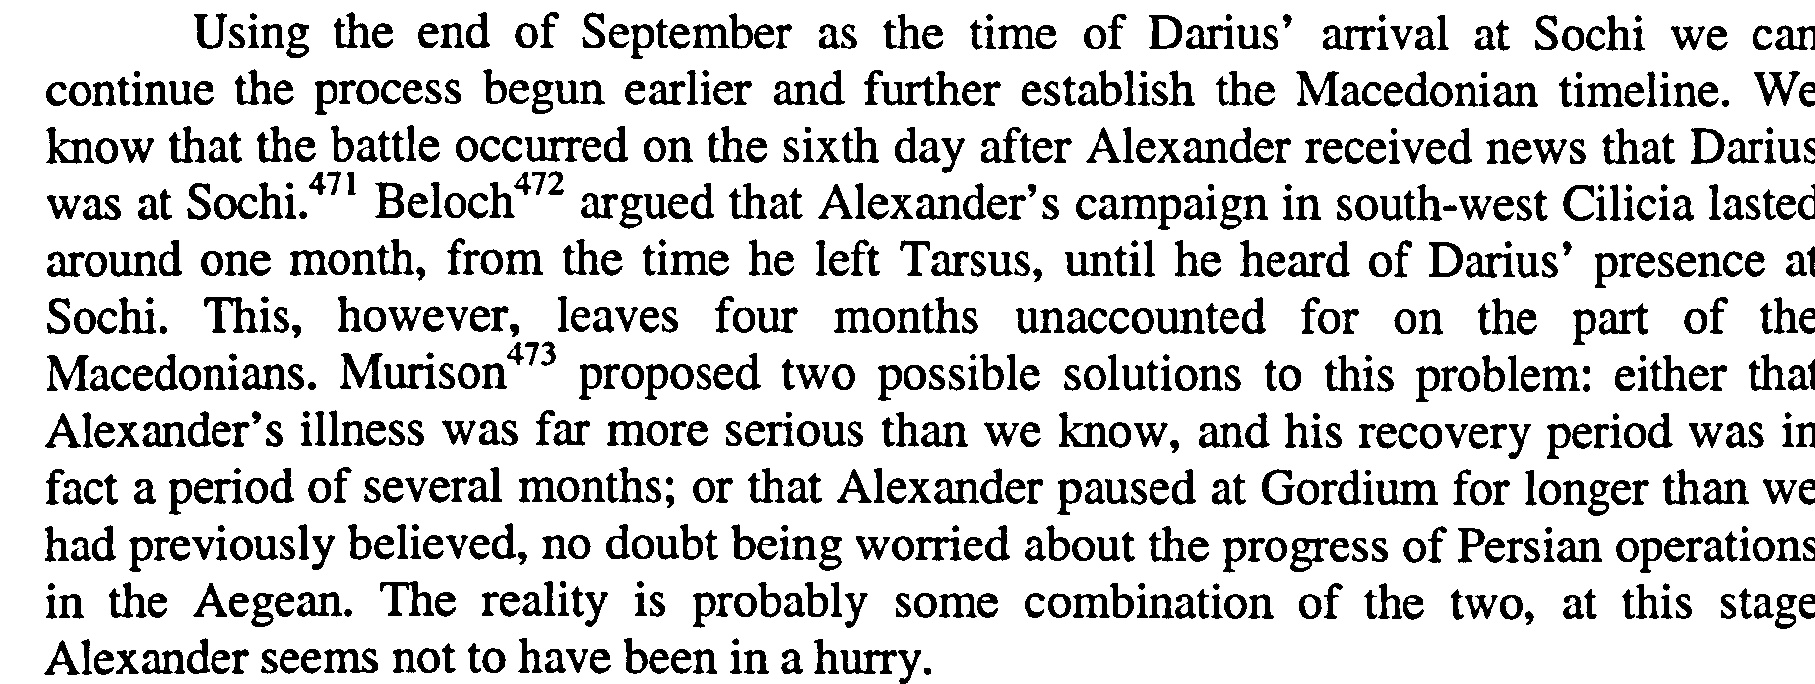 Using the end of September as the time of Darius’ arrival at Sochi we can
continue the process begun earlier and further establish the Macedonian timeline. We
know that the battle occurred on the sixth day after Alexander received news that Darius
was at Sochi.471 Beloch472 argued that Alexander’s campaign in south-west Cilicia lasted
around one month, from the time he left Tarsus, until he heard of Darius’ presence at
Sochi. This, however, leaves four months unaccounted for on the part of the
Macedonians. Murison473 proposed two possible solutions to this problem: either that
Alexander’s illness was far more serious than we know, and his recovery period was in
fact a period of several months; or that Alexander paused at Gordium for longer than we
had previously believed, no doubt being worried about the progress of Persian operations
in the Aegean. The reality is probably some combination of the two, at this stage
Alexander seems not to have been in a hurry.